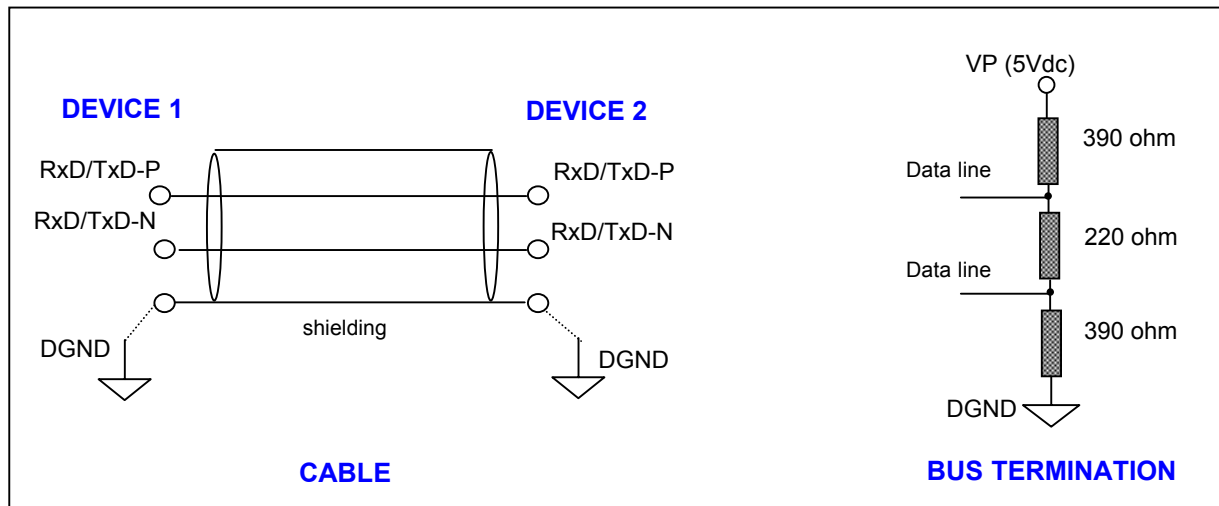 DEVICE 1
DEVICE 2
RxD/TxD-P
RxD/TxD-P
RxD/TxD-N
RxD/TxD-N
shielding
DGND
DGND
CABLE
VP (5Vdc)
390 ohm
Data line
220 ohm
Data line
390 ohm
DGND
BUS TERMINATION